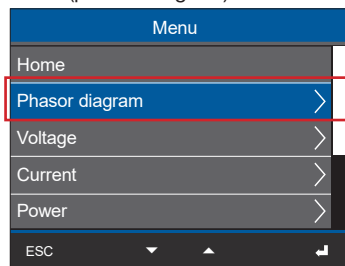 Menu
Home
Phasor diagram
Voltage
Current
Power
ESC